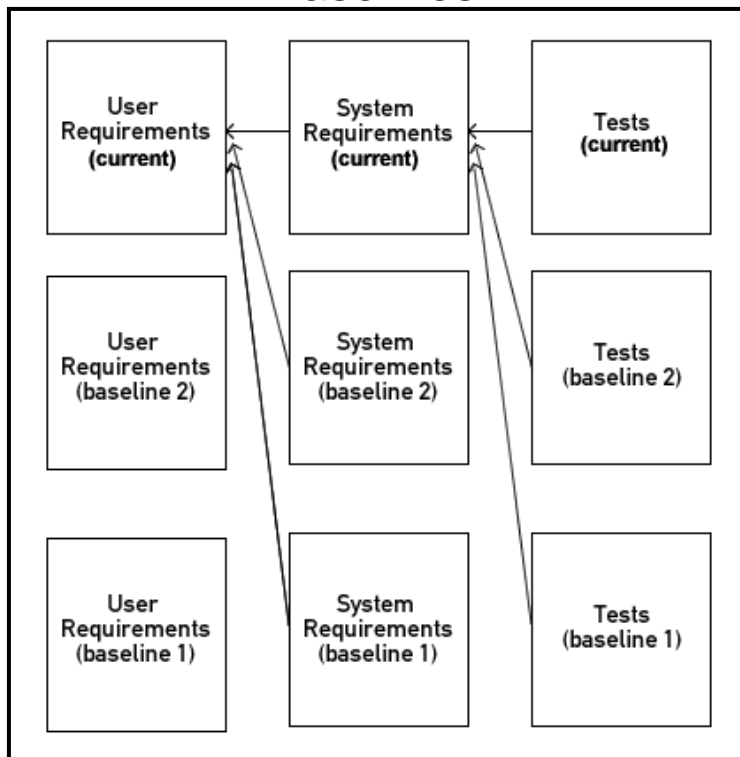 User
Requirements
(current)
System
Requirements
(current)
Tests
(current)
User
Requirements
(baseline 2)
System
Requirements
(baseline 2)
Tests
(baseline 2)
User
Requirements
(baseline 1)
System
Requirements
(baseline 1)
Tests
(baseline 1)